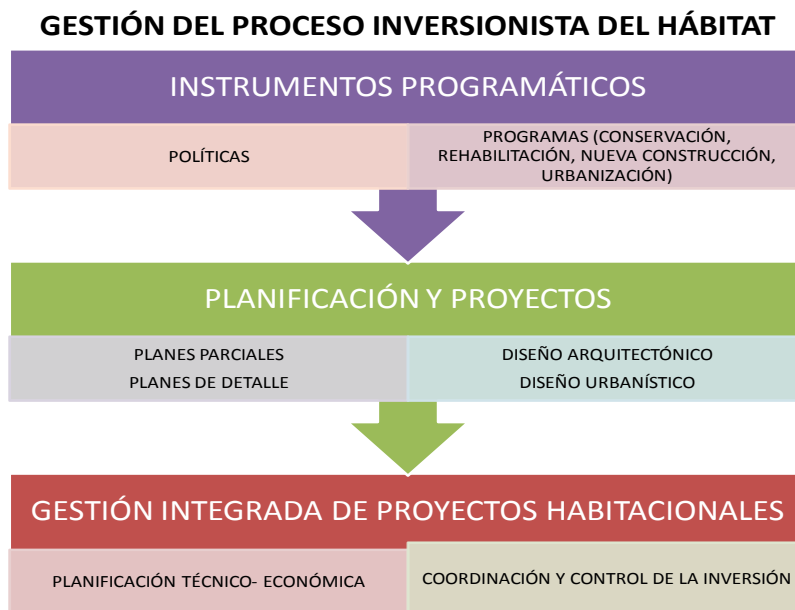 GESTIÓN DEL PROCESO INVERSIONISTA DEL HÁBITAT
INSTRUMENTOS PROGRAMÁTICOS
POLÍTICAS
PROGRAMAS (CONSERVACIÓN,
REHABILITACIÓN, NUEVA CONSTRUCCIÓN,
URBANIZACIÓN)
PLANIFICACIÓN Y PROYECTOS
PLANES PARCIALES
PLANES DE DETALLE
DISEÑO ARQUITECTÓNICO
DISEÑO URBANÍSTICO
GESTIÓN INTEGRADA DE PROYECTOS HABITACIONALES
PLANIFICACIÓN TÉCNICO- ECONÓMICA
COORDINACIÓN Y CONTROL DE LA INVERSIÓN